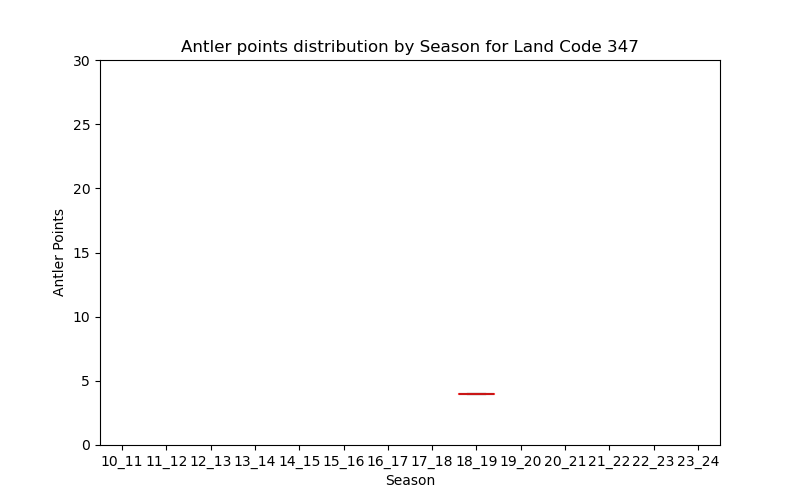 Antler points distribution by Season for Land Code 347
30
25
20
15
10
5
0
Antler Points
10_11 11_12 12_13 13_14 14_15 15_16 16_17 17_18 18_19 19_20 20_21 21_22 22_23 23_24
Season